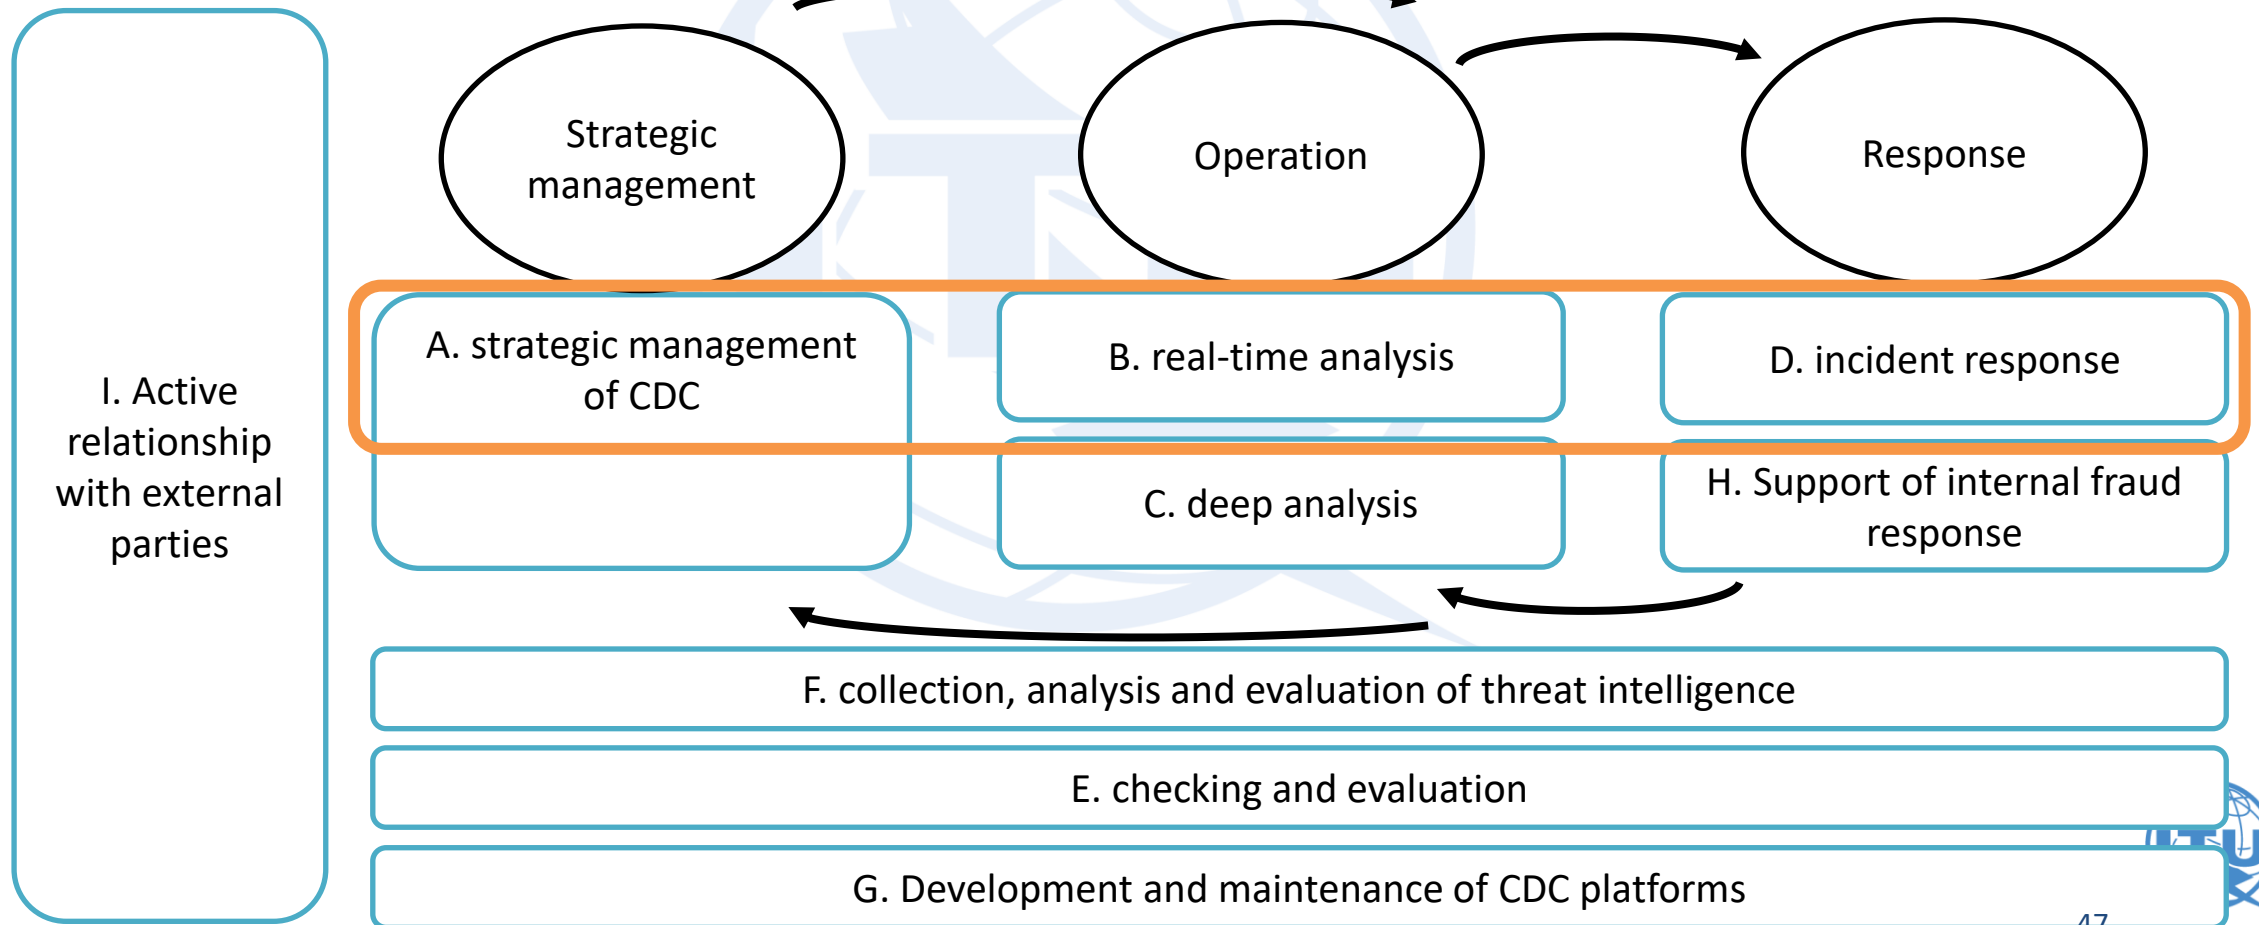 Strategic
management
Operation
Response
I. Active
relationship
with external
parties
A. strategic management
of CDC
B. real-time analysis
D. incident response
C. deep analysis
H. Support of internal fraud
response
F. collection, analysis and evaluation of threat intelligence
E. checking and evaluation
G. Development and maintenance of CDC platforms
ITU
47